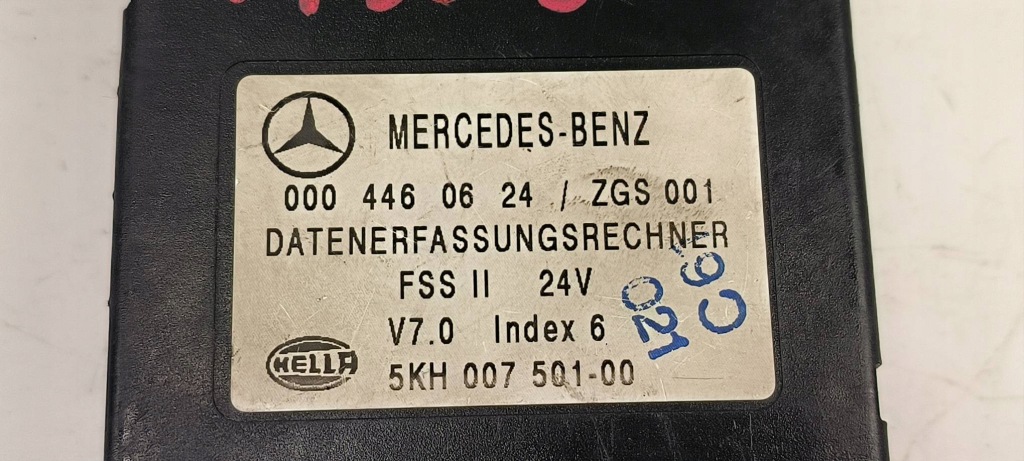 MERCEDES-BENZ
000 446 06 24 / ZGS 001
DATENERFASSUNGSRECHNER
FSS II 24V
V7.0 Index 6
HELLA
5KH 007 501-00
021